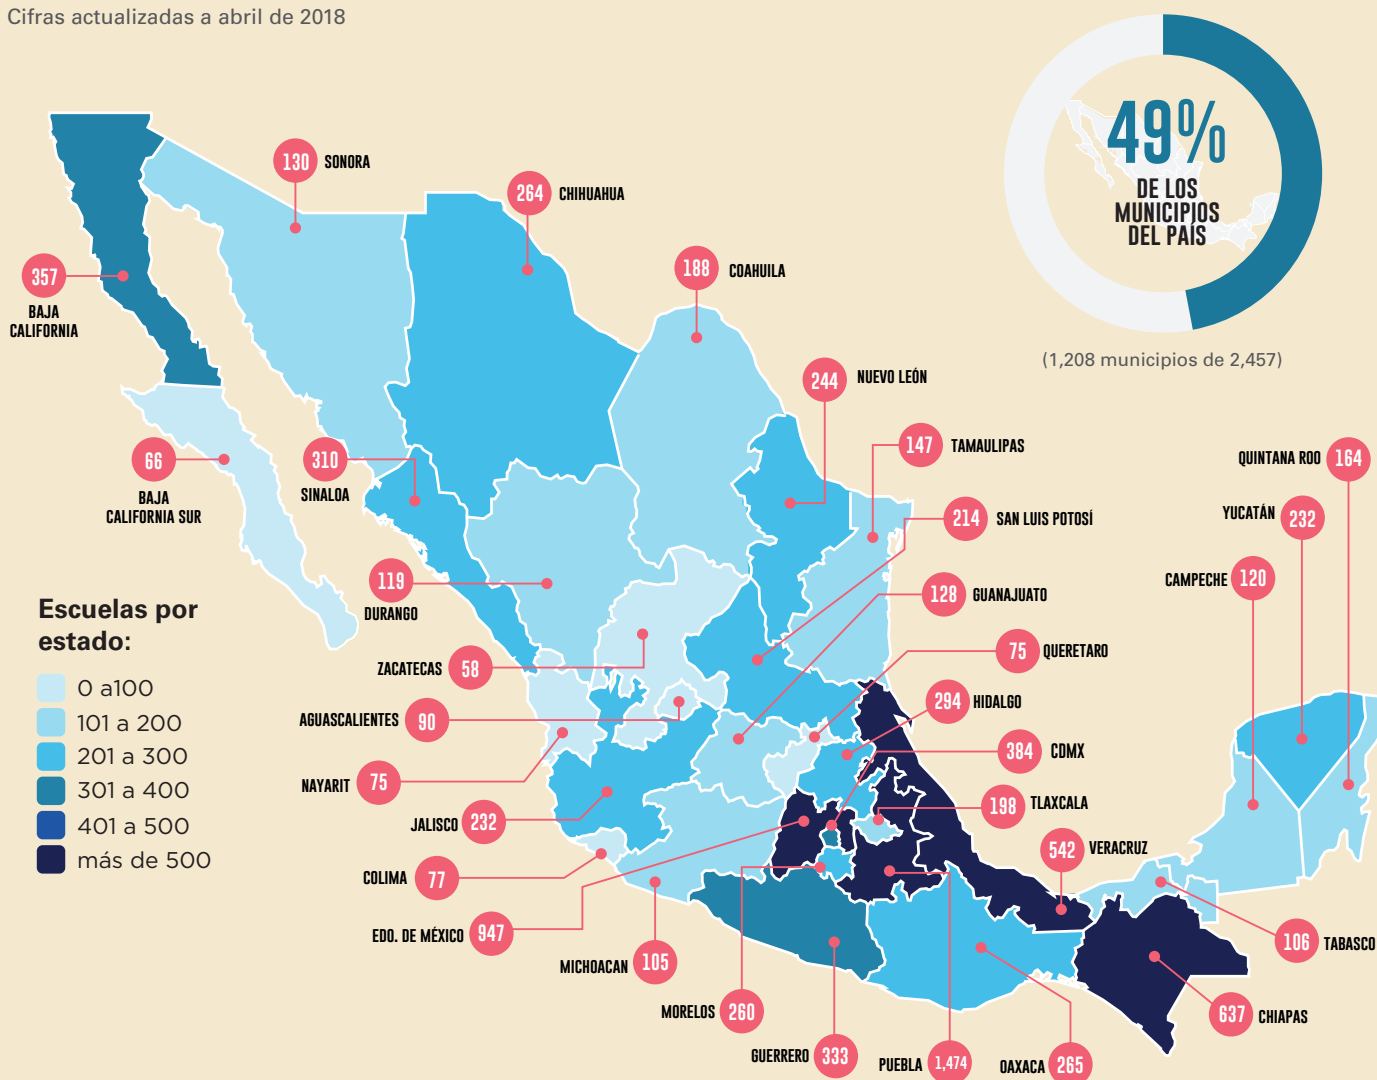 Cifras actualizadas a abril de 2018
49%
DE LOS
MUNICIPIOS
DEL PAÍS
(1,208 municipios de 2,457)
130 SONORA
264 CHIHUAHUA
188 COAHUILA
357
BAJA
CALIFORNIA
244 NUEVO LEÓN
147 TAMAULIPAS
QUINTANA ROO 164
66
BAJA
CALIFORNIA SUR
310
SINALOA
214 SAN LUIS POTOSÍ
YUCATÁN 232
119
DURANGO
128 GUANAJUATO
CAMPECHE 120
Escuelas por
estado:
0 a100
101 a 200
201 a 300
301 a 400
401 a 500
más de 500
ZACATECAS 58
75 QUERETARO
AGUASCALIENTES 90
294 HIDALGO
384 CDMX
NAYARIT 75
198 TLAXCALA
JALISCO 232
542 VERACRUZ
COLIMA 77
EDO. DE MÉXICO 947
106 TABASCO
MICHOACAN 105
MORELOS 260
637 CHIAPAS
GUERRERO 333
PUEBLA 1,474
OAXACA 265